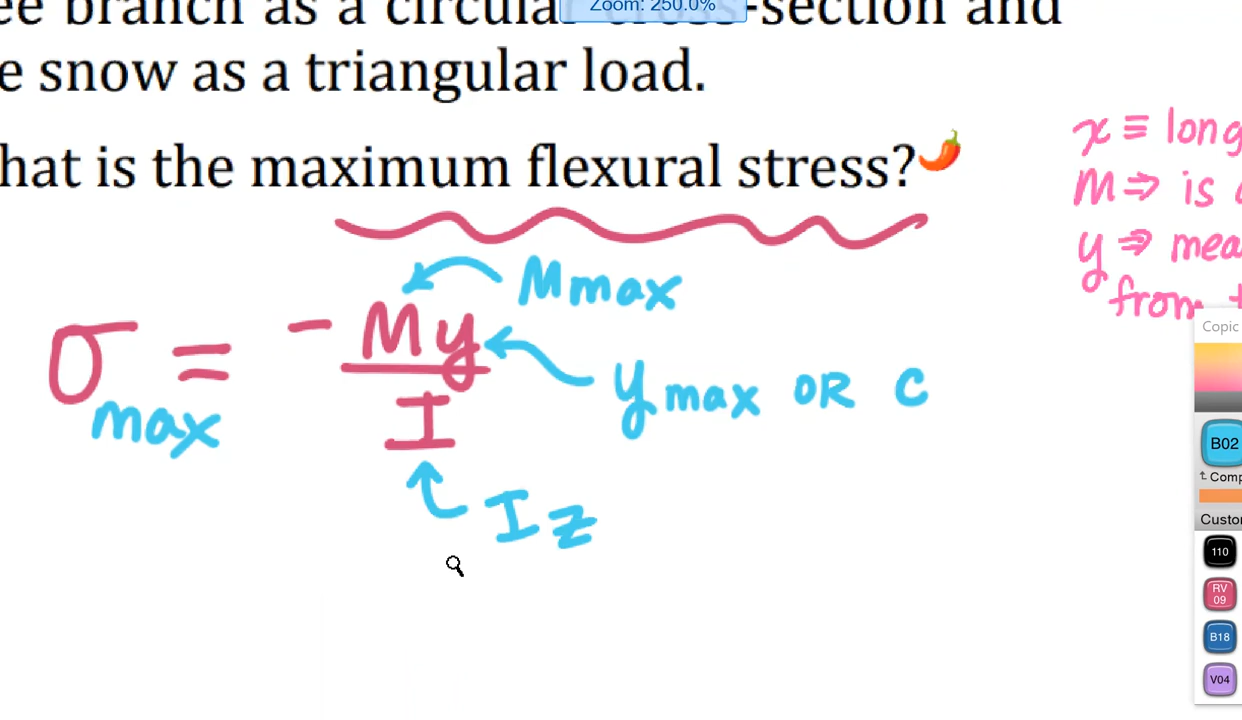 Zoom: 250.0%
ee branch as a circular cross-section and
e snow as a triangular load.
hat is the maximum flexural stress?
x ≡ long
M ⇒ is
y ⇒ mea
from t
Mmax
σmax = - My / I
ymax OR c
Iz
Copic
B02
Comp
Custo
110
RV 09
B18
V04